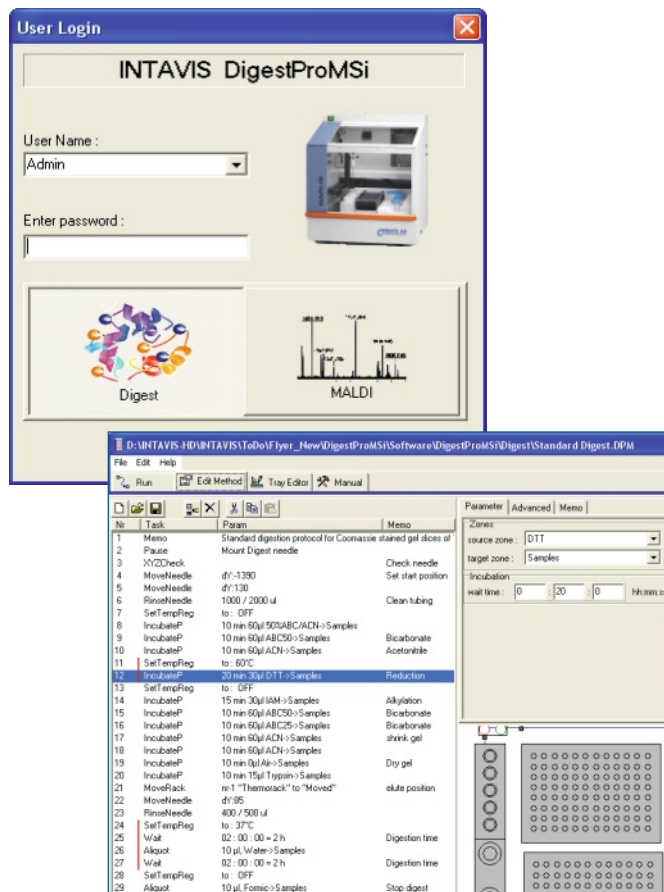 User Login
INTAVIS DigestProMSi
User Name :
Admin
Enter password :
Digest
MALDI
D:\INTAVIS-HD\INTAVIS\ToDo\Flyer_New\DigestProMSi\Software\DigestProMSi\Digest\Standard Digest.DPM
File Edit Help
Run Edit Method Tray Editor Manual
Nr Task Param Memo
1 Memo Standard digestion protocol for Coomassie stained gel slices of
2 Pause Mount Digest needle
3 XYZCheck Check needle
4 MoveNeedle dY:-1390 Set start position
5 MoveNeedle dY:130
6 RinseNeedle 1000 / 2000 ul Clean tubing
7 SetTempReg to : OFF
8 IncubateP 10 min 60µl 50%ABC/ACN->Samples
9 IncubateP 10 min 60µl ABC50->Samples Bicarbonate
10 IncubateP 10 min 60µl ACN->Samples Acetonitrile
11 SetTempReg to : 60°C
12 IncubateP 20 min 30µl DTT->Samples Reduction
13 SetTempReg to : OFF
14 IncubateP 15 min 30µl IAM->Samples Alkylation
15 IncubateP 10 min 60µl ABC50->Samples Bicarbonate
16 IncubateP 10 min 60µl ABC25->Samples Bicarbonate
17 IncubateP 10 min 60µl ACN->Samples shrink gel
18 IncubateP 10 min 60µl ACN->Samples
19 IncubateP 10 min 0µl Air->Samples Dry gel
20 IncubateP 10 min 15µl Trypsin->Samples
21 MoveRack nr-1 "Thermorack" to "Moved" elute position
22 MoveNeedle dY:85
23 RinseNeedle 400 / 500 ul
24 SetTempReg to : 37°C
25 Wait 02 : 00 : 00 = 2 h Digestion time
26 Aliquot 10 µl, Water->Samples
27 Wait 02 : 00 : 00 = 2 h Digestion time
28 SetTempReg to : OFF
29 Aliquot 10 µl, Formic->Samples Stop digest
Parameter Advanced Memo
Zones
source zone : DTT
target zone : Samples
Incubation
wait time : 0 : 20 : 0 hh:mm:ss